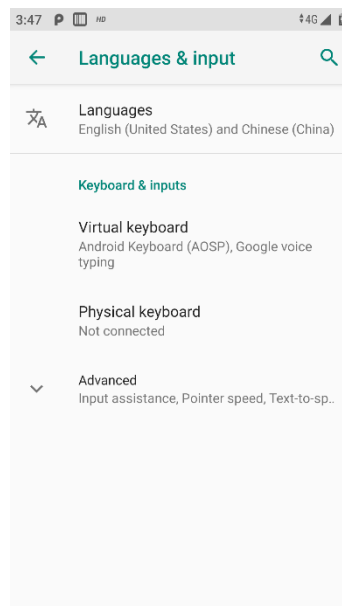 3:47 HD 4G
Languages & input
Languages
English (United States) and Chinese (China)
Keyboard & inputs
Virtual keyboard
Android Keyboard (AOSP), Google voice
typing
Physical keyboard
Not connected
Advanced
Input assistance, Pointer speed, Text-to-sp..